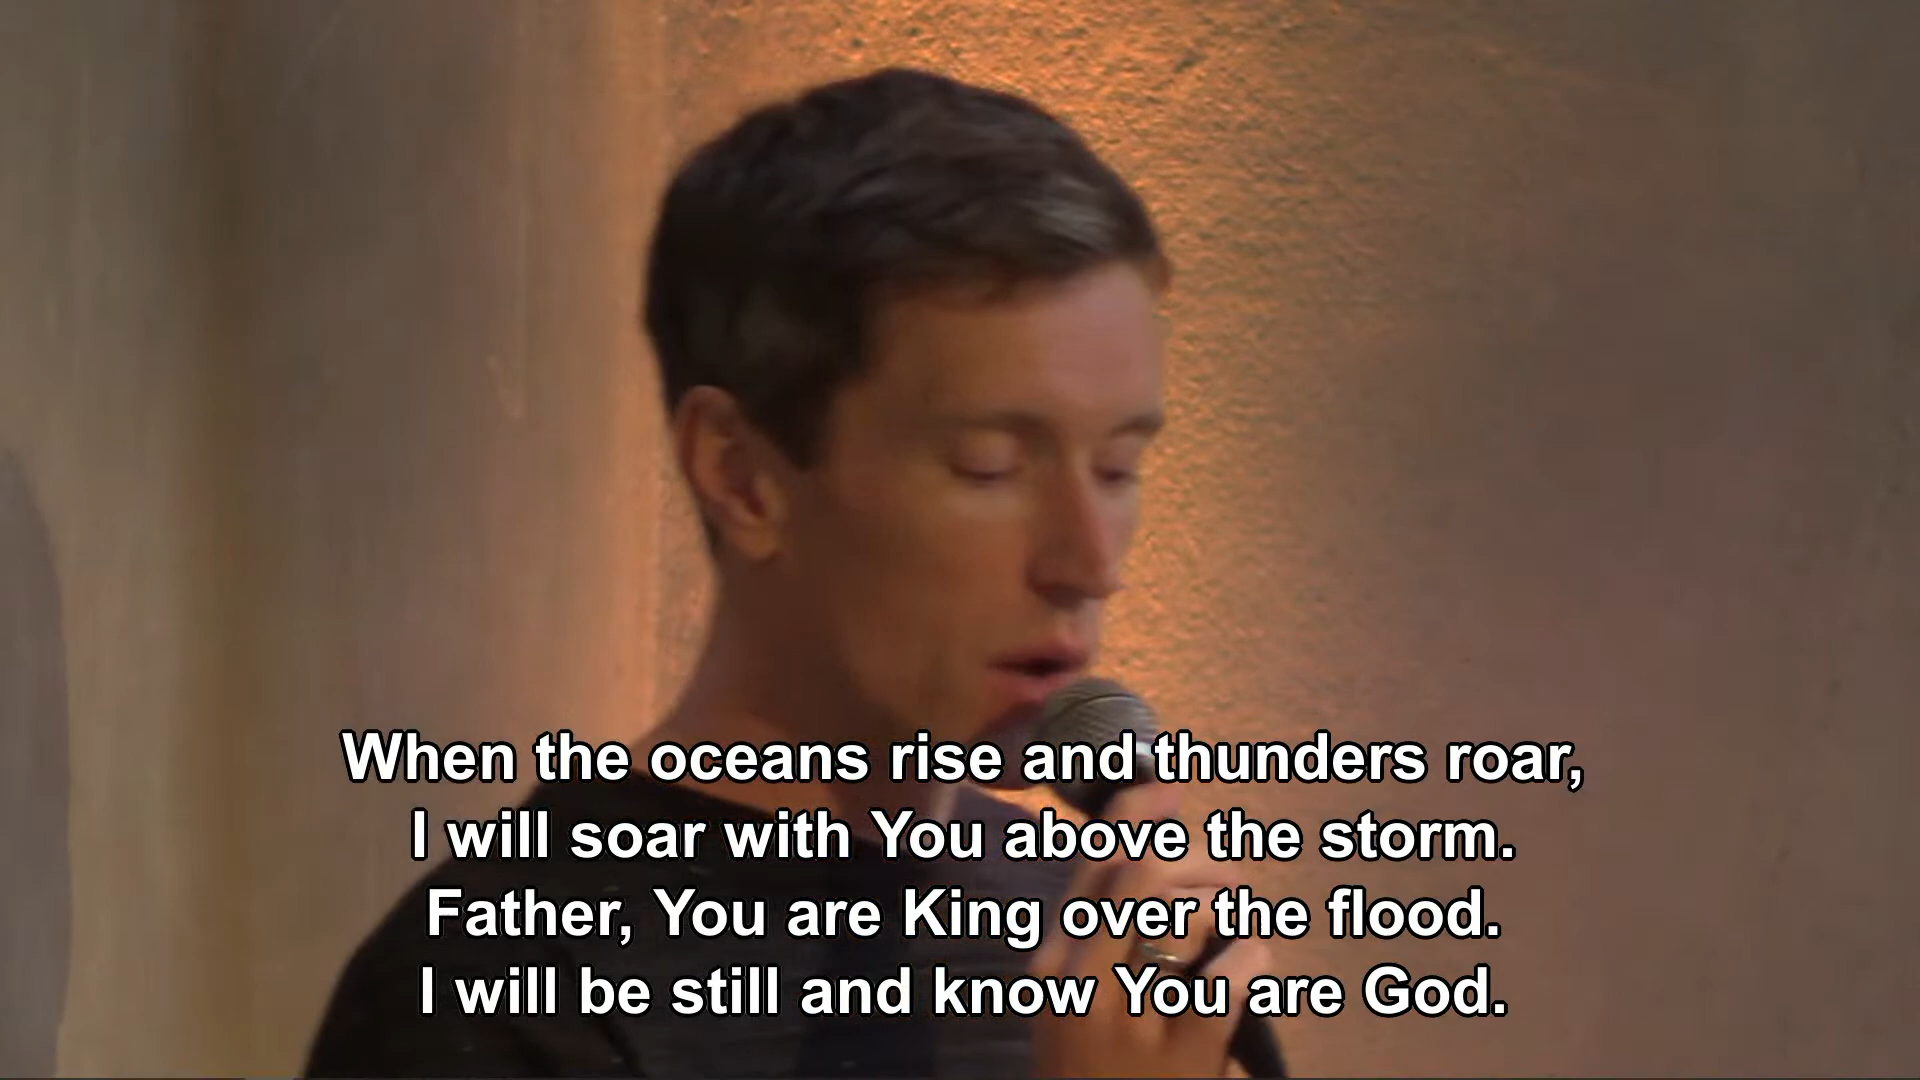 When the oceans rise and thunders roar,
I will soar with You above the storm.
Father, You are King over the flood.
I will be still and know You are God.